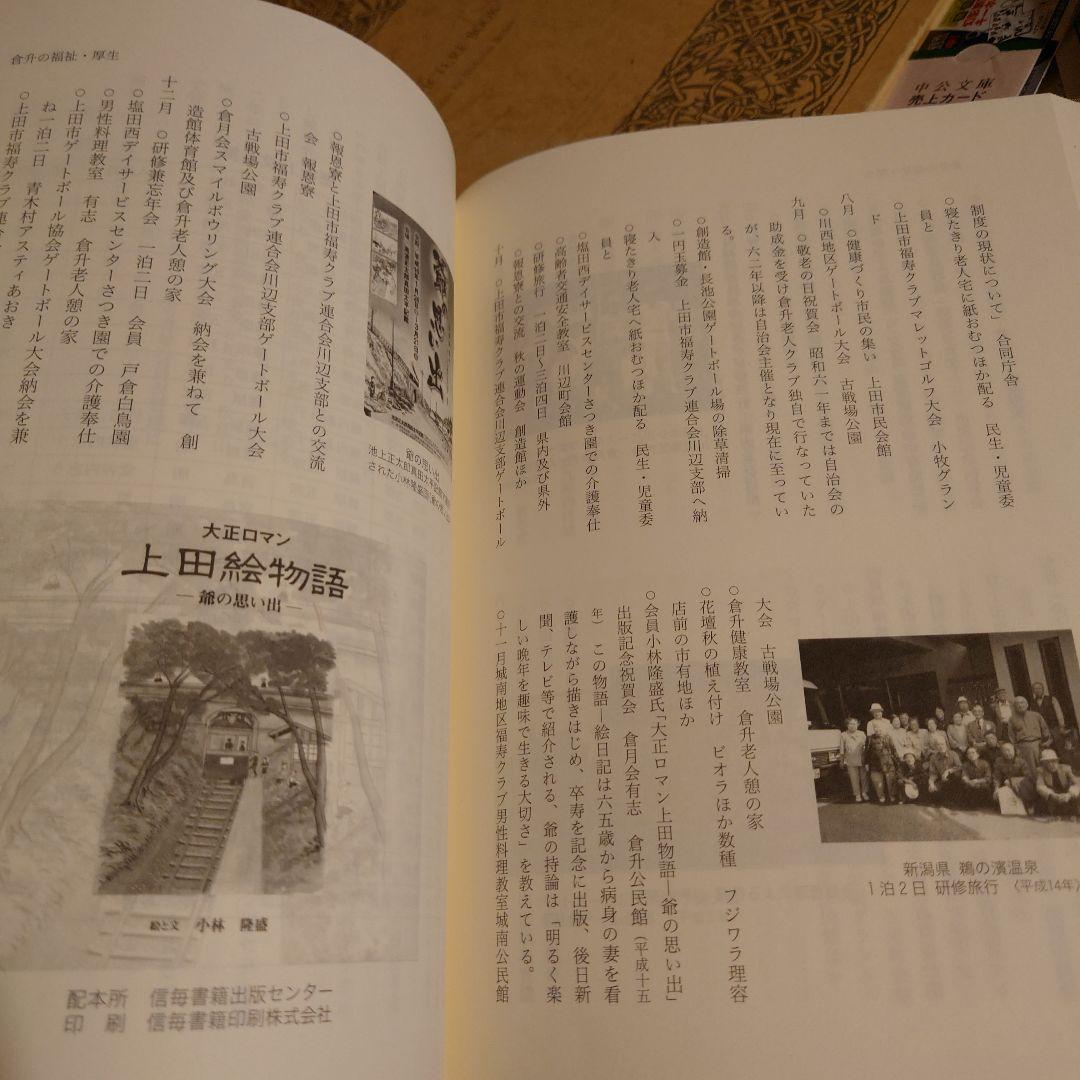 中公文庫
売上カード
制度の現状について」 合同庁舎
○寝たきり老人宅に紙おむつほか配る 民生・児童委
員と
○上田市福寿クラブマレットゴルフ大会 小牧グラン
ド
八月 ○健康づくり市民の集い 上田市民会館
○川西地区ゲートボール大会 古戦場公園
九月 ○敬老の日祝賀会 昭和六一年までは自治会の
助成金を受け倉升老人クラブ独自で行なっていた
が、六二年以降は自治会主催となり現在に至ってい
る。
○創造館・長池公園ゲートボール場の除草清掃
○一円玉募金 上田市福寿クラブ連合会川辺支部へ納
入
○寝たきり老人宅へ紙おむつほか配る 民生・児童委
員と
○塩田西デイサービスセンターさつき園での介護奉仕
○高齢者交通安全教室 川辺町会館
○研修旅行 一泊二日〜三泊四日 県内及び県外
○報恩寮との交流 秋の運動会 創造館ほか
十月 ○上田市福寿クラブ連合会川辺支部ゲートボール
大会 古戦場公園
○倉升健康教室 倉升老人憩の家
○花壇秋の植え付け ビオラほか数種 フジワラ理容
店前の市有地ほか
○会員小林隆盛氏「大正ロマン上田物語―爺の思い出」
出版記念祝賀会 倉月会有志 倉升公民館(平成十五
年) この物語 絵日記は六五歳から病身の妻を看
護しながら描きはじめ、卒寿を記念に出版、後日新
聞、テレビ等で紹介される、爺の持論は「明るく楽
しい晩年を趣味で生きる大切さ」を教えている。
○十一月城南地区福寿クラブ男性料理教室城南公民館
新潟県 鵜の濱温泉
1泊2日 研修旅行 〈平成14年〉
倉升の福祉・厚生
○報恩寮と上田市福寿クラブ連合会川辺支部との交流
会 報恩寮
○上田市福寿クラブ連合会川辺支部ゲートボール大会
古戦場公園
○倉月会スマイルボウリング大会 納会を兼ねて 創
造館体育館及び倉升老人憩の家
十二月 ○研修兼忘年会 一泊二日 会員 戸倉白鳥園
○塩田西デイサービスセンターさつき園での介護奉仕
○男性料理教室 有志 倉升老人憩の家
○上田市ゲートボール協会ゲートボール大会納会を兼
ね一泊二日 青木村アスティあおき
○上田市福寿クラブ連合
爺の思い出
爺の思い出
池上正太郎真田太平記
された小林隆盛
大正ロマン
上田絵物語
―爺の思い出―
絵と文 小林 隆盛
配本所 信毎書籍出版センター
印 刷 信毎書籍印刷株式会社